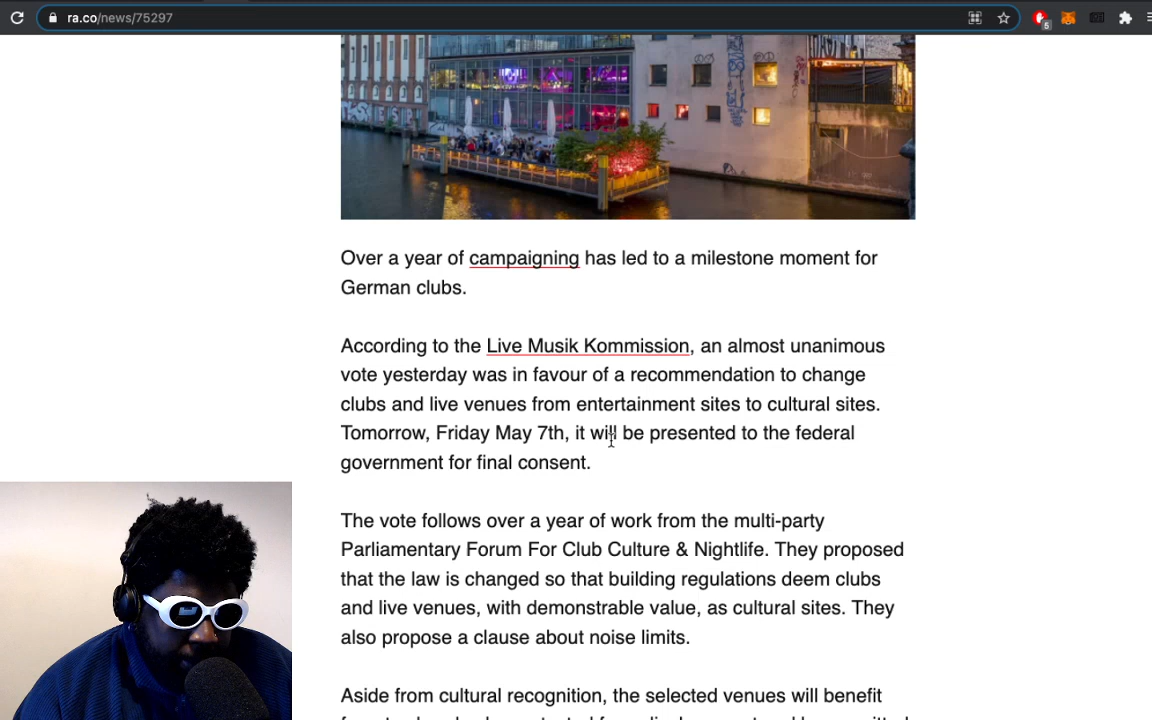 ra.co/news/75297
5
Over a year of campaigning has led to a milestone moment for
German clubs.
According to the Live Musik Kommission, an almost unanimous
vote yesterday was in favour of a recommendation to change
clubs and live venues from entertainment sites to cultural sites.
Tomorrow, Friday May 7th, it will be presented to the federal
government for final consent.
The vote follows over a year of work from the multi-party
Parliamentary Forum For Club Culture & Nightlife. They proposed
that the law is changed so that building regulations deem clubs
and live venues, with demonstrable value, as cultural sites. They
also propose a clause about noise limits.
Aside from cultural recognition, the selected venues will benefit